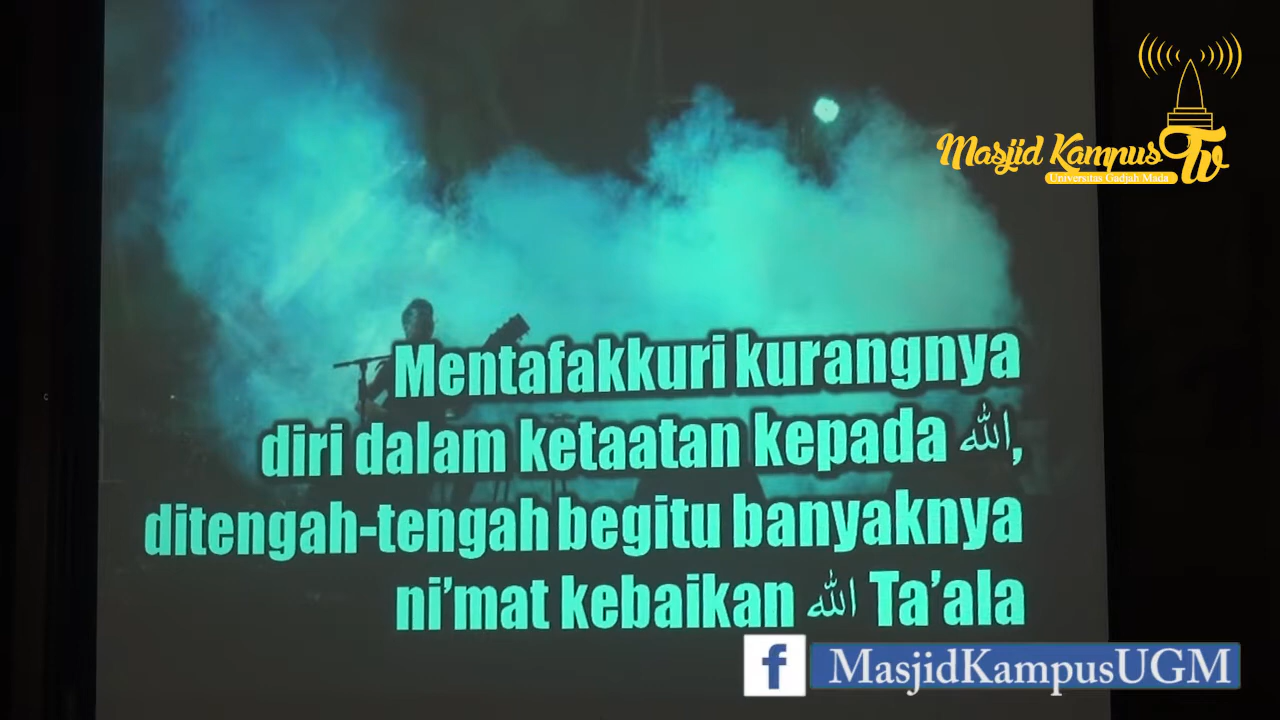 Masjid Kampus Tv
Universitas Gadjah Mada
Mentafakkuri kurangnya
diri dalam ketaatan kepada الله,
ditengah-tengah begitu banyaknya
ni’mat kebaikan الله Ta’ala
f MasjidKampusUGM